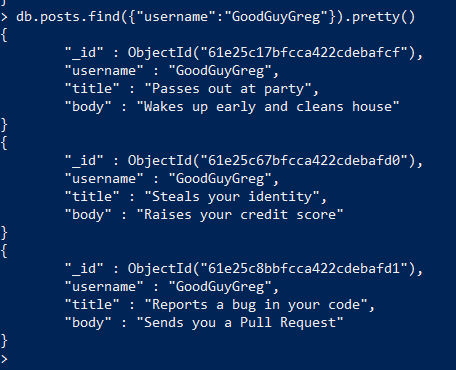 > db.posts.find({"username":"GoodGuyGreg"}).pretty()
{
"_id" : ObjectId("61e25c17bfcca422cdebafcf"),
"username" : "GoodGuyGreg",
"title" : "Passes out at party",
"body" : "Wakes up early and cleans house"
}
{
"_id" : ObjectId("61e25c67bfcca422cdebafd0"),
"username" : "GoodGuyGreg",
"title" : "Steals your identity",
"body" : "Raises your credit score"
}
{
"_id" : ObjectId("61e25c8bbfcca422cdebafd1"),
"username" : "GoodGuyGreg",
"title" : "Reports a bug in your code",
"body" : "Sends you a Pull Request"
}
>